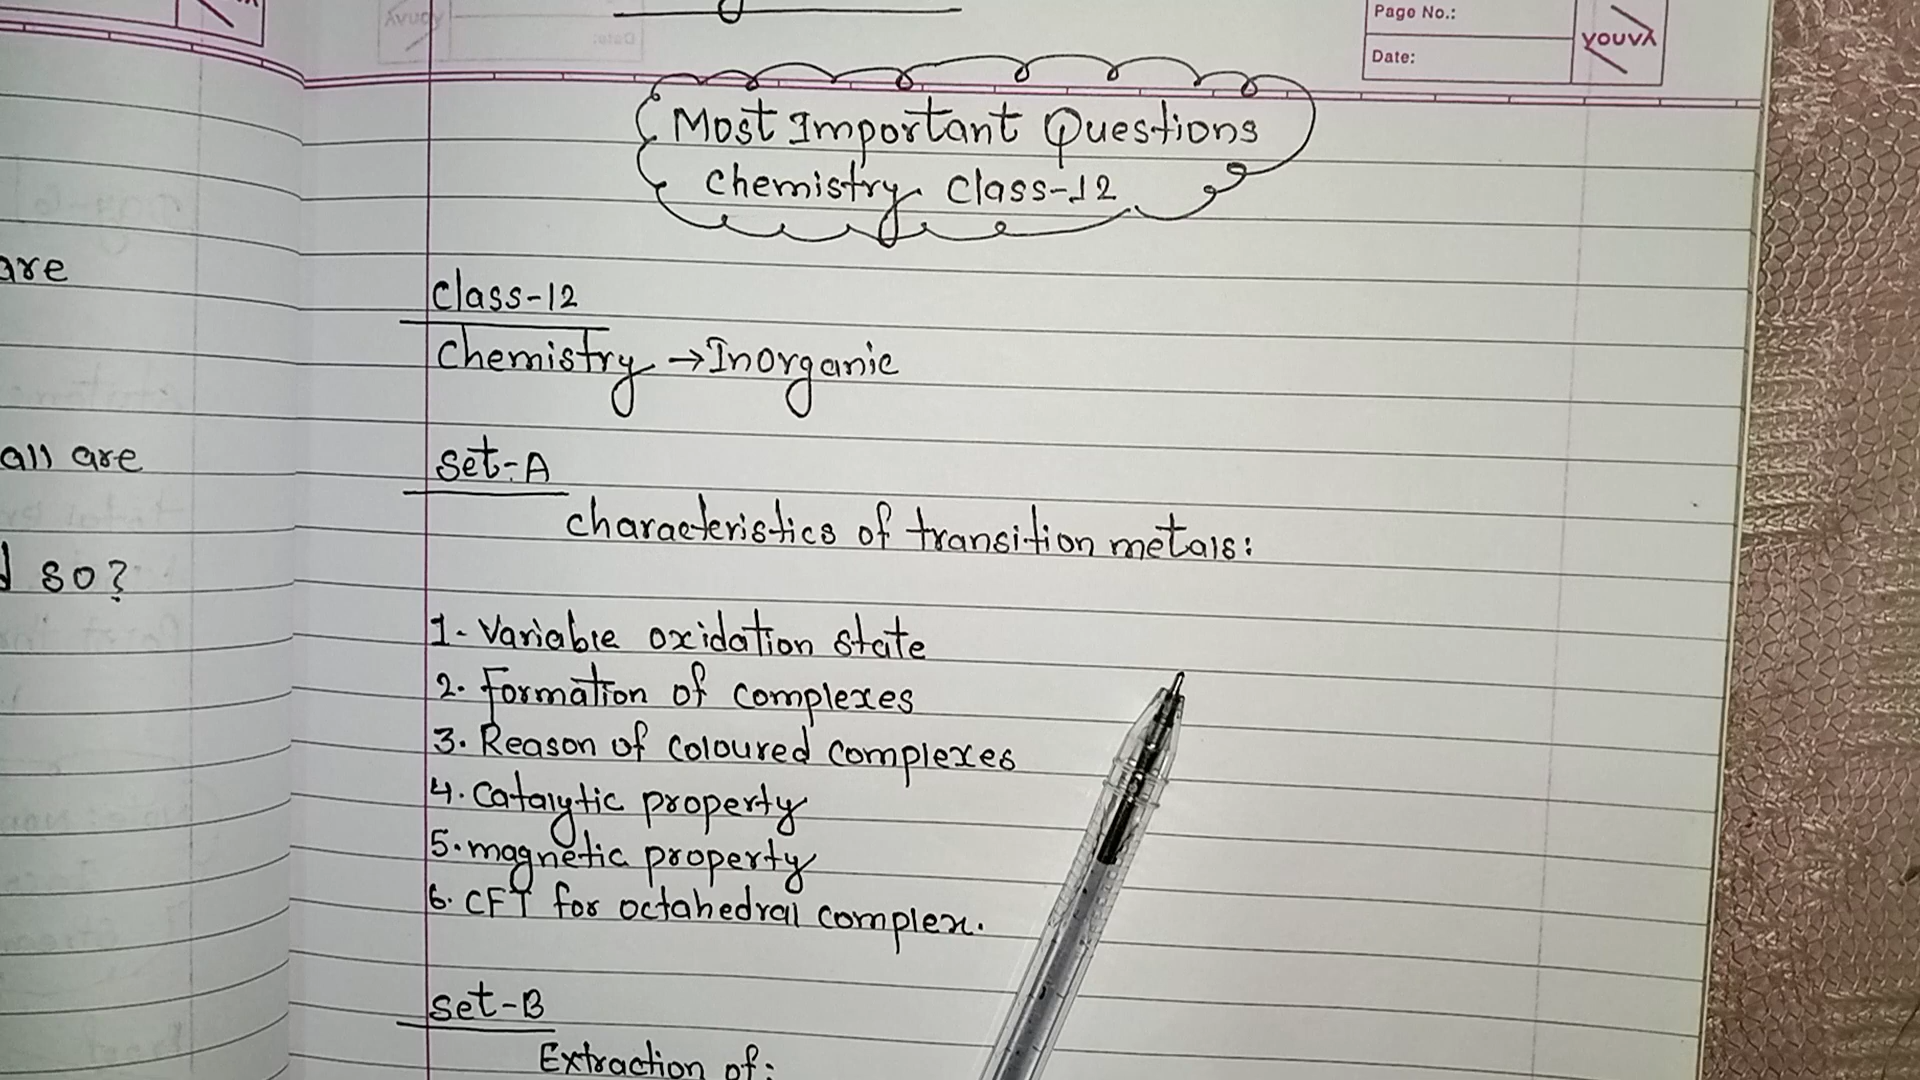 Page No.:
Date:
youvA
Most Important Questions
Chemistry Class-12
are
all are
so?
Class-12
Chemistry → Inorganic
Set-A
Characteristics of transition metals:
1. Variable oxidation state
2. Formation of complexes
3. Reason of coloured complexes
4. Catalytic property
5. magnetic property
6. CFT for octahedral complex.
Set-B
Extraction of: